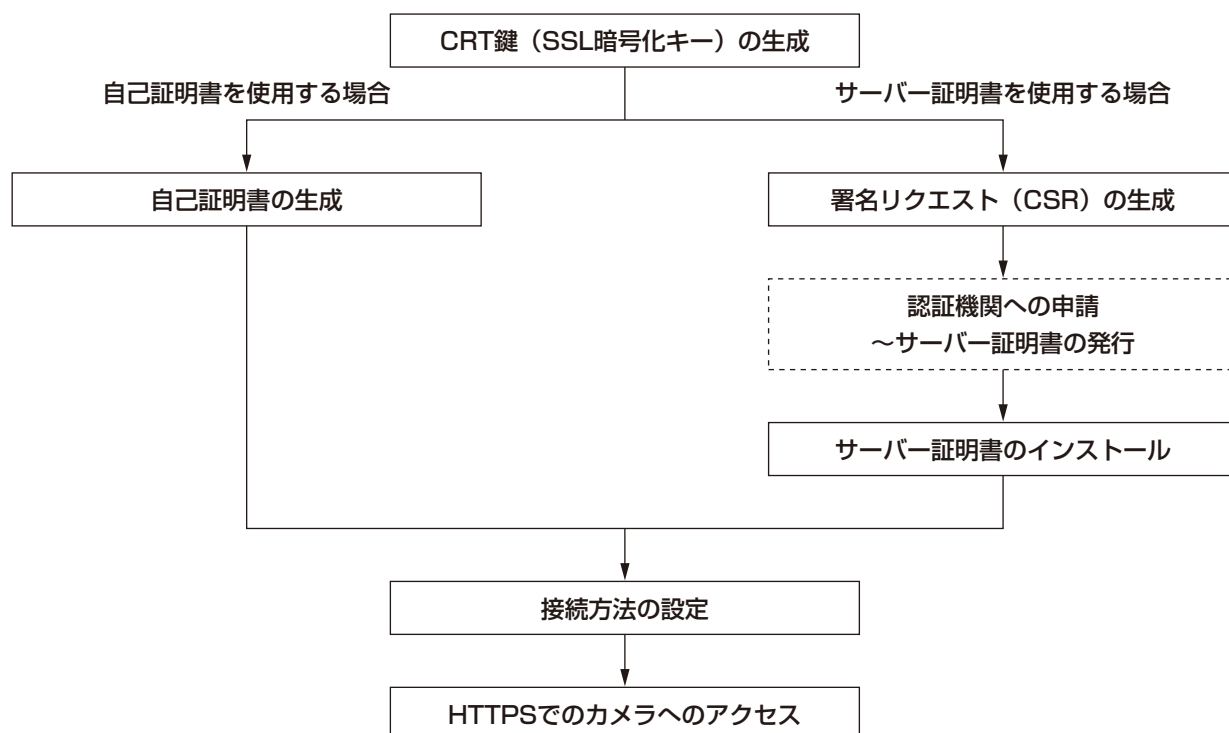 CRT鍵（SSL暗号化キー）の生成
自己証明書を使用する場合
サーバー証明書を使用する場合
自己証明書の生成
署名リクエスト（CSR）の生成
認証機関への申請
～サーバー証明書の発行
サーバー証明書のインストール
接続方法の設定
HTTPSでのカメラへのアクセス